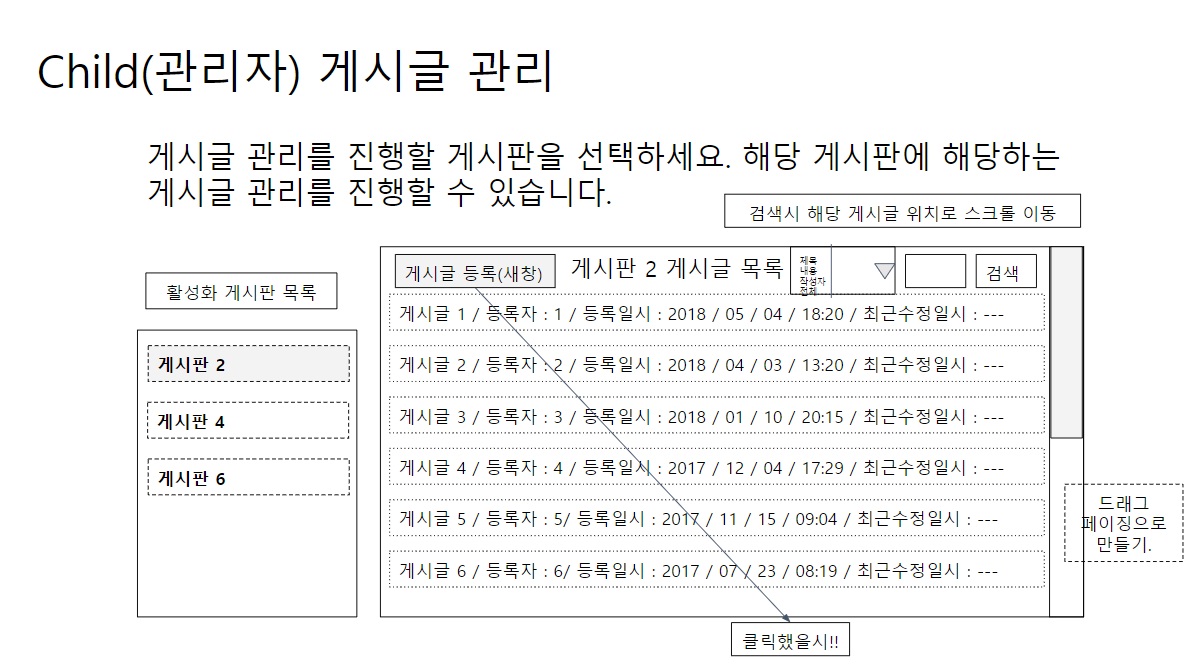 Child(관리자) 게시글 관리
게시글 관리를 진행할 게시판을 선택하세요. 해당 게시판에 해당하는
게시글 관리를 진행할 수 있습니다.
검색시 해당 게시글 위치로 스크롤 이동
활성화 게시판 목록
게시판 2
게시판 4
게시판 6
게시글 등록(새창)
게시판 2 게시글 목록
제목
내용
작성자
전체
검색
게시글 1 / 등록자 : 1 / 등록일시 : 2018 / 05 / 04 / 18:20 / 최근수정일시 : ---
게시글 2 / 등록자 : 2 / 등록일시 : 2018 / 04 / 03 / 13:20 / 최근수정일시 : ---
게시글 3 / 등록자 : 3 / 등록일시 : 2018 / 01 / 10 / 20:15 / 최근수정일시 : ---
게시글 4 / 등록자 : 4 / 등록일시 : 2017 / 12 / 04 / 17:29 / 최근수정일시 : ---
게시글 5 / 등록자 : 5/ 등록일시 : 2017 / 11 / 15 / 09:04 / 최근수정일시 : ---
게시글 6 / 등록자 : 6/ 등록일시 : 2017 / 07 / 23 / 08:19 / 최근수정일시 : ---
드래그
페이징으로
만들기.
클릭했을시!!